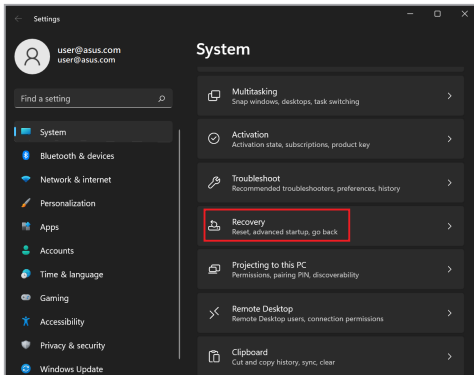 Settings
user@asus.com
user@asus.com
Find a setting
System
Bluetooth & devices
Network & internet
Personalization
Apps
Accounts
Time & language
Gaming
Accessibility
Privacy & security
Windows Update
System
Multitasking
Snap windows, desktops, task switching
Activation
Activation state, subscriptions, product key
Troubleshoot
Recommended troubleshooters, preferences, history
Recovery
Reset, advanced startup, go back
Projecting to this PC
Permissions, pairing PIN, discoverability
Remote Desktop
Remote Desktop users, connection permissions
Clipboard
Cut and copy history, sync, clear